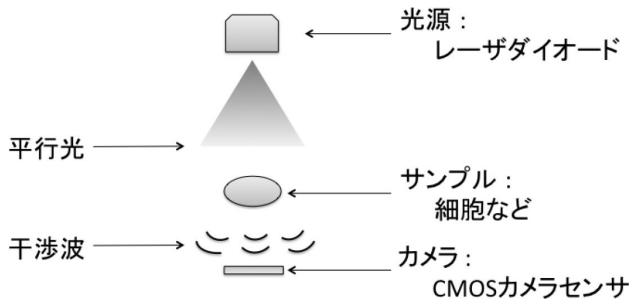 光源：
レーザダイオード
平行光
サンプル：
細胞など
干渉波
カメラ：
CMOSカメラセンサ